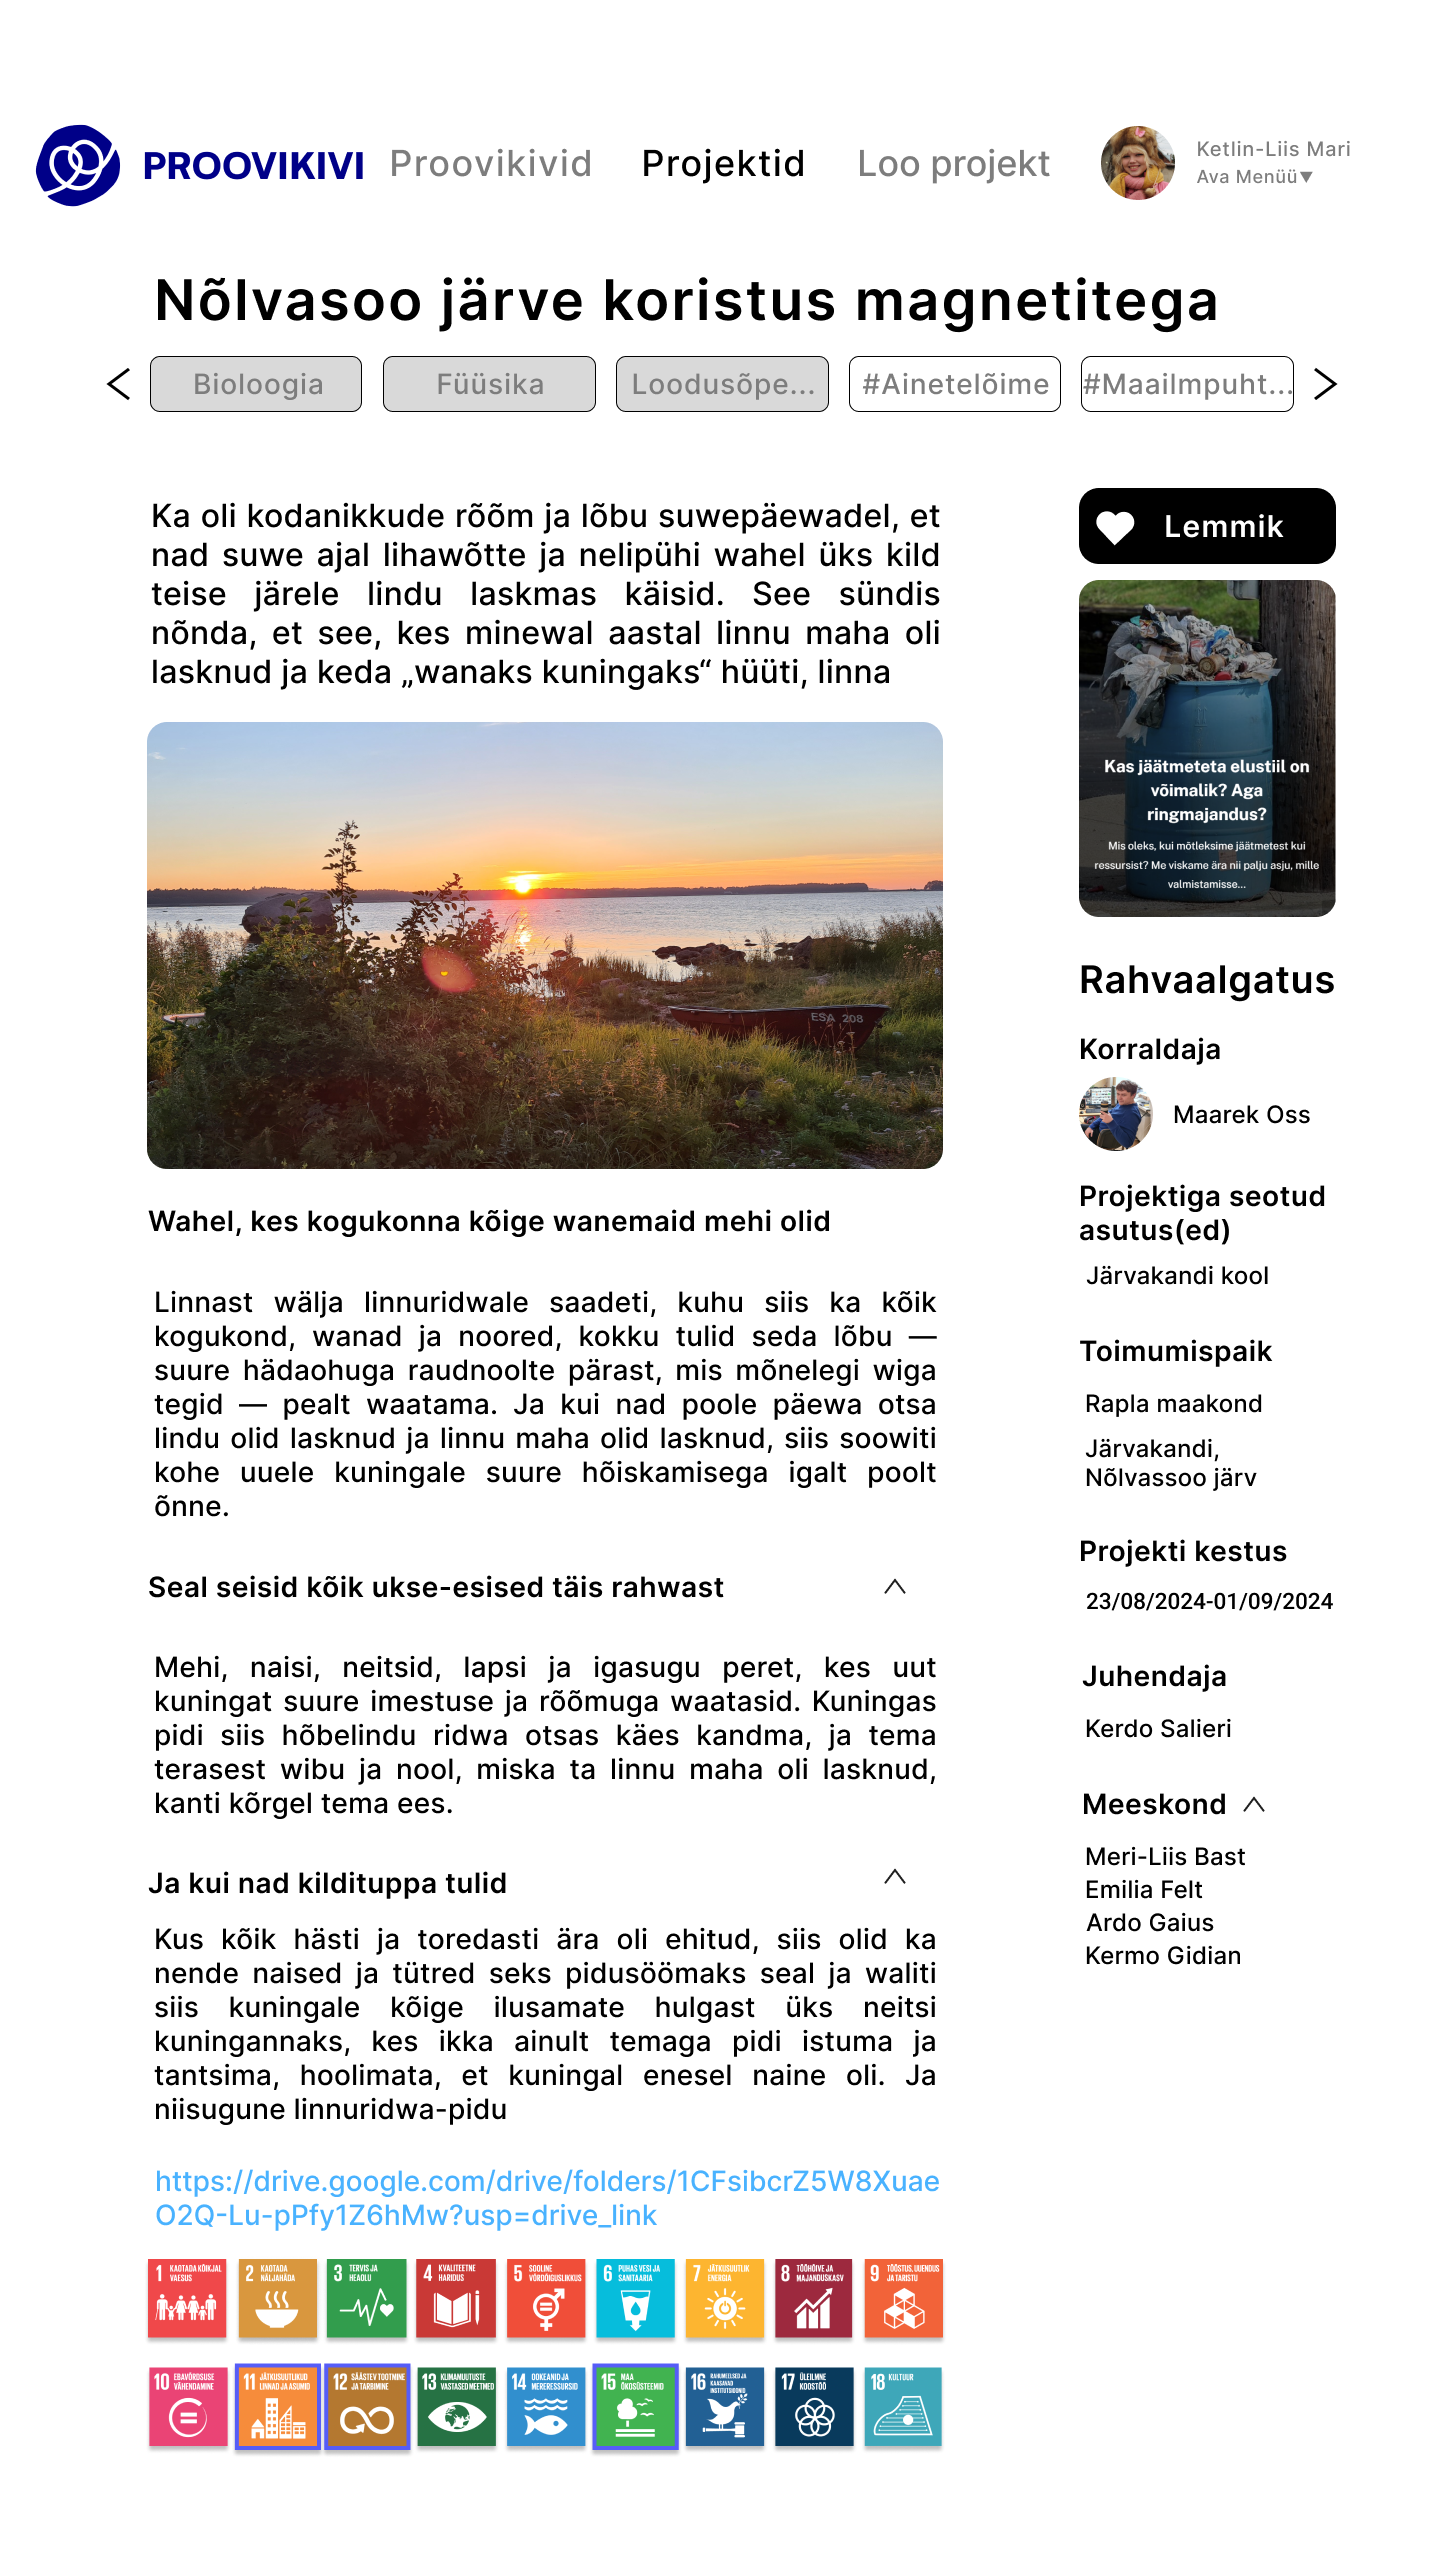 PROOVIKIVI
Proovikivid
Projektid
Loo projekt
Ketlin-Liis Mari
Ava Menüü▼
Nõlvasoo järve koristus magnetitega
Bioloogia
Füüsika
Loodusõpe...
#Ainetelõime
#Maailmpuht...
Ka oli kodanikkude rõõm ja lõbu suwepäewadel, et
nad suwe ajal lihawõtte ja nelipühi wahel üks kild
teise järele lindu laskmas käisid. See sündis
nõnda, et see, kes minewal aastal linnu maha oli
lasknud ja keda „wanaks kuningaks“ hüüti, linna
ESA 208
Wahel, kes kogukonna kõige wanemaid mehi olid
Linnast wälja linnuridwale saadeti, kuhu siis ka kõik
kogukond, wanad ja noored, kokku tulid seda lõbu —
suure hädaohuga raudnoolte pärast, mis mõnelegi wiga
tegid — pealt waatama. Ja kui nad poole päewa otsa
lindu olid lasknud ja linnu maha olid lasknud, siis soowiti
kohe uuele kuningale suure hõiskamisega igalt poolt
õnne.
Seal seisid kõik ukse-esised täis rahwast
Mehi, naisi, neitsid, lapsi ja igasugu peret, kes uut
kuningat suure imestuse ja rõõmuga waatasid. Kuningas
pidi siis hõbelindu ridwa otsas käes kandma, ja tema
terasest wibu ja nool, miska ta linnu maha oli lasknud,
kanti kõrgel tema ees.
Ja kui nad kildituppa tulid
Kus kõik hästi ja toredasti ära oli ehitud, siis olid ka
nende naised ja tütred seks pidusöömaks seal ja waliti
siis kuningale kõige ilusamate hulgast üks neitsi
kuningannaks, kes ikka ainult temaga pidi istuma ja
tantsima, hoolimata, et kuningal enesel naine oli. Ja
niisugune linnuridwa-pidu
https://drive.google.com/drive/folders/1CFsibcrZ5W8Xuae
O2Q-Lu-pPfy1Z6hMw?usp=drive_link
1 KAOTADA KÕIKJAL
VAESUS
2 KAOTADA
NÄLJAHÄDA
3 TERVIS JA
HEAOLU
4 KVALITEETNE
HARIDUS
5 SOOLINE
VÕRDÕIGUSLIKKUS
6 PUHAS VESI JA
SANITAARIA
7 JÄTKUSUUTLIK
ENERGIA
8 TÖÖHÕIVE JA
MAJANDUSKASV
9 TÖÖSTUS, UUENDUS
JA TARISTU
10 EBAVÕRDSUSE
VÄHENDAMINE
11 JÄTKUSUUTLIKUD
LINNAD JA ASUMID
12 SÄÄSTEV TOOTMINE
JA TARBIMINE
13 KLIIMAMUUTUSTE
VASTASED MEETMED
14 OOKEANID JA
MERERESSURSID
15 MAA
ÖKOSÜSTEEMID
16 RAHUMEELSED JA
KAASAVAD
INSTITUTSIOONID
17 ÜLEILMNE
KOOSTÖÖ
18 KULTUUR
Lemmik
Kas jäätmeteta elustiil on
võimalik? Aga
ringmajandus?
Mis oleks, kui mõtleksime jäätmetest kui
ressursist? Me viskame ära nii palju asju, mille
valmistamisse...
Rahvaalgatus
Korraldaja
Maarek Oss
Projektiga seotud
asutus(ed)
Järvakandi kool
Toimumispaik
Rapla maakond
Järvakandi,
Nõlvassoo järv
Projekti kestus
23/08/2024-01/09/2024
Juhendaja
Kerdo Salieri
Meeskond
Meri-Liis Bast
Emilia Felt
Ardo Gaius
Kermo Gidian